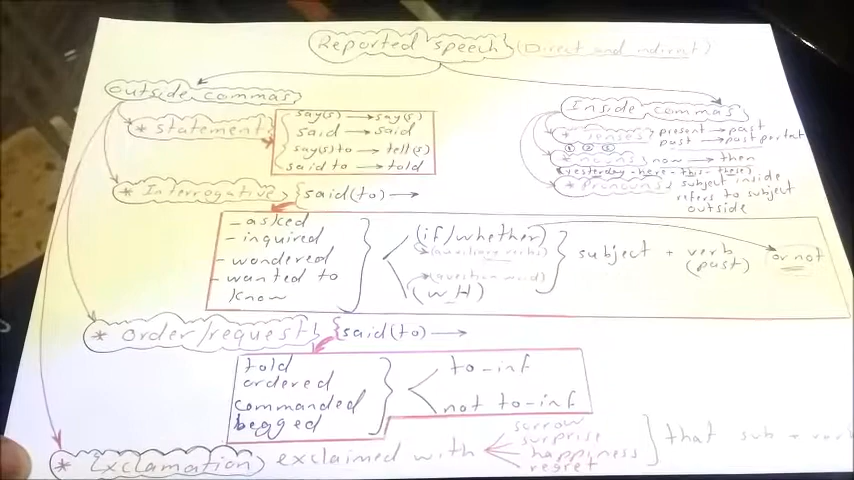 Reported speech (Direct and indirect)
Outside commas
Inside commas
* statement
say(s) → say(s)
said → said
say(s) to → tell(s)
said to → told
* Tenses present → past
past → past perfect
① ② ③
* nouns now → then
(yesterday - here - this - these)
* pronouns subject inside
refers to subject
outside
* Interrogative {said(to) →
- asked
- inquired
- wondered
- wanted to
know
(if/whether)
(auxiliary verbs)
(question word)
(WH)
subject + verb
(past)
or not
* order/request {said(to) →
told
ordered
commanded
begged
to-inf
not to-inf
* Exclamation exclaimed with
sorrow
surprise
happiness
regret
that sub + verb